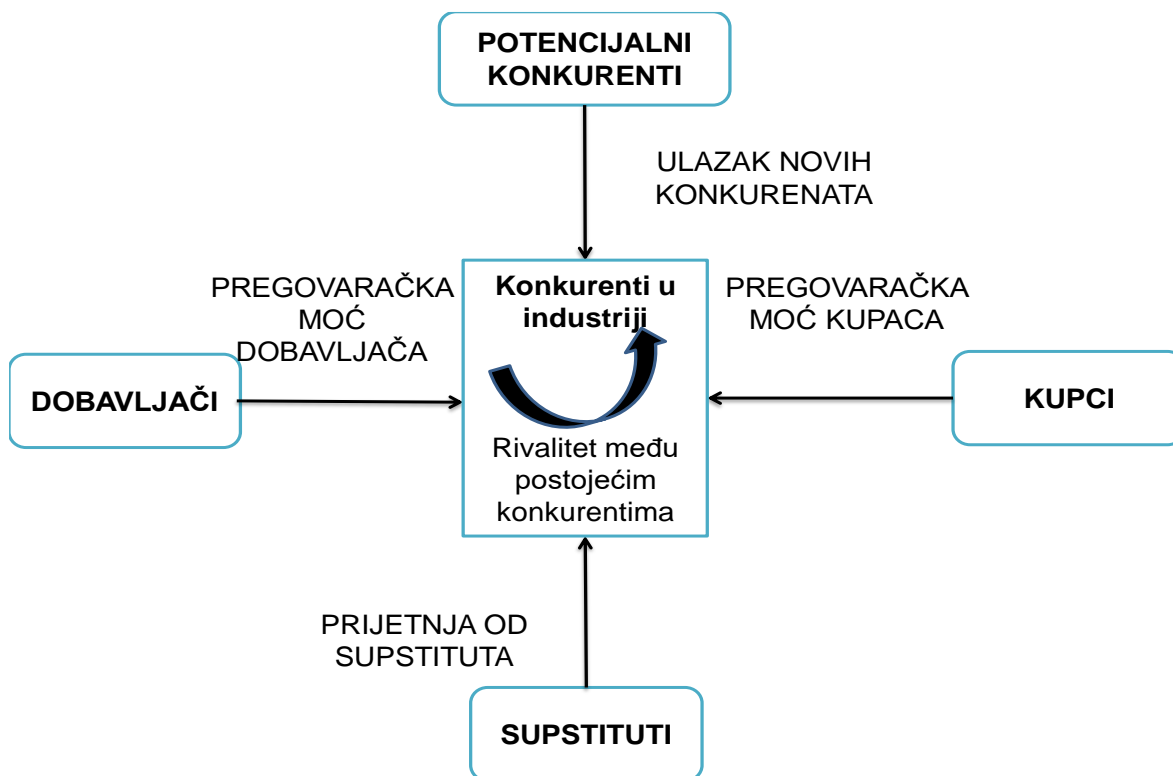 POTENCIJALNI
KONKURENTI
ULAZAK NOVIH
KONKURENATA
PREGOVARAČKA
MOĆ
DOBAVLJAČA
Konkurenti u
industriji
PREGOVARAČKA
MOĆ KUPACA
DOBAVLJAČI
KUPCI
Rivalitet među
postojećim
konkurentima
PRIJETNJA OD
SUPSTITUTA
SUPSTITUTI